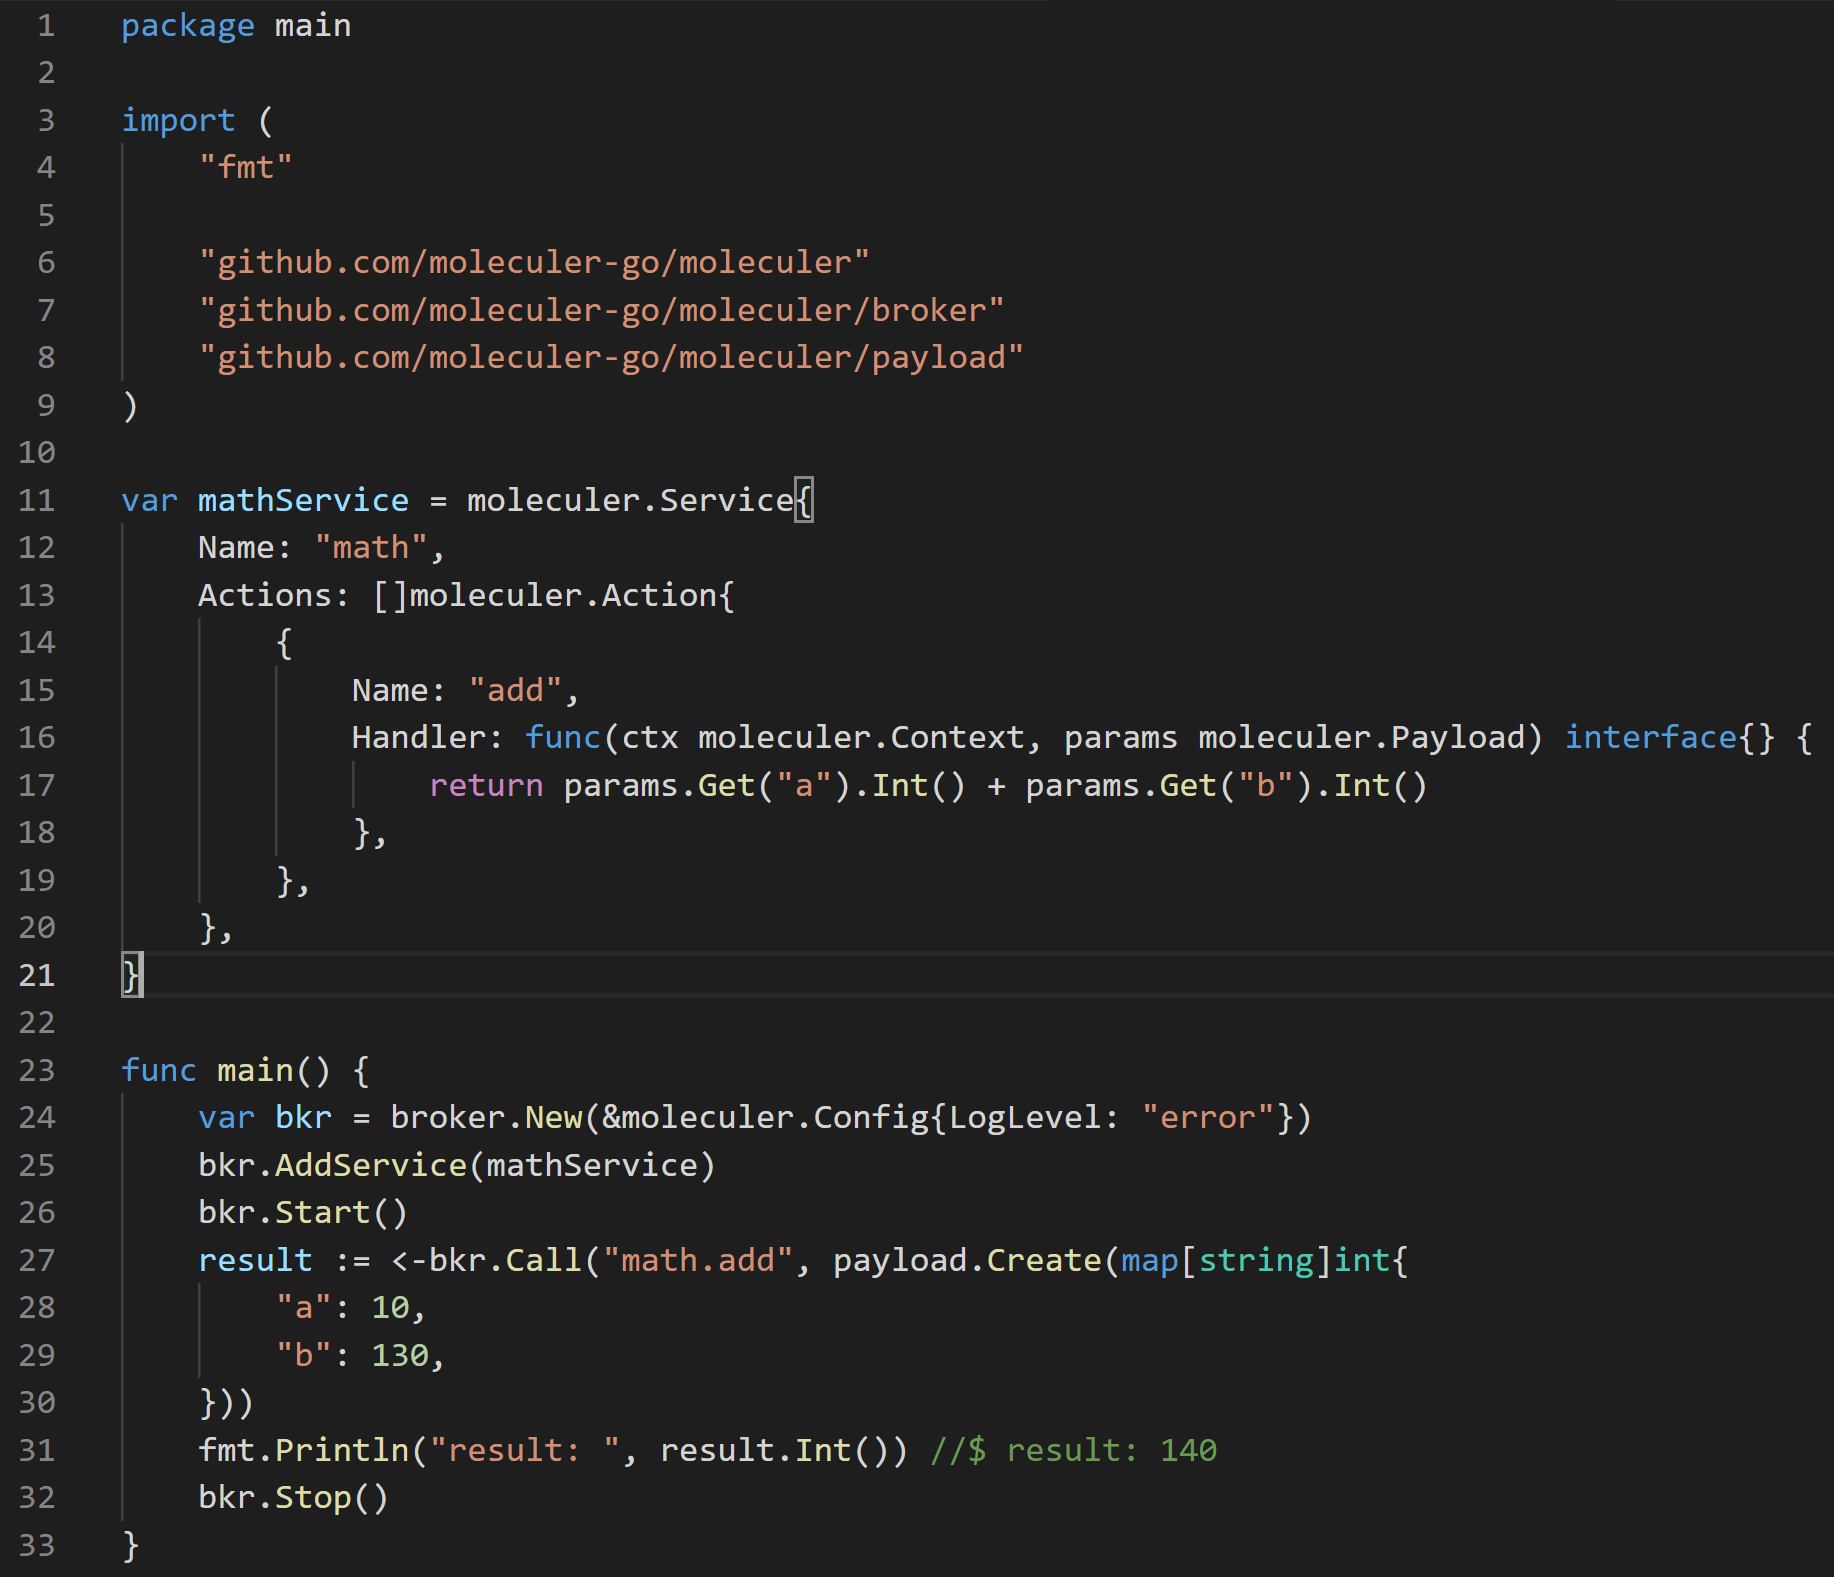 1 package main
2
3 import (
4     "fmt"
5
6     "github.com/moleculer-go/moleculer"
7     "github.com/moleculer-go/moleculer/broker"
8     "github.com/moleculer-go/moleculer/payload"
9 )
10
11 var mathService = moleculer.Service{
12     Name: "math",
13     Actions: []moleculer.Action{
14         {
15             Name: "add",
16             Handler: func(ctx moleculer.Context, params moleculer.Payload) interface{} {
17                 return params.Get("a").Int() + params.Get("b").Int()
18             },
19         },
20     },
21 }
22
23 func main() {
24     var bkr = broker.New(&moleculer.Config{LogLevel: "error"})
25     bkr.AddService(mathService)
26     bkr.Start()
27     result := <-bkr.Call("math.add", payload.Create(map[string]int{
28         "a": 10,
29         "b": 130,
30     }))
31     fmt.Println("result: ", result.Int()) //$ result: 140
32     bkr.Stop()
33 }